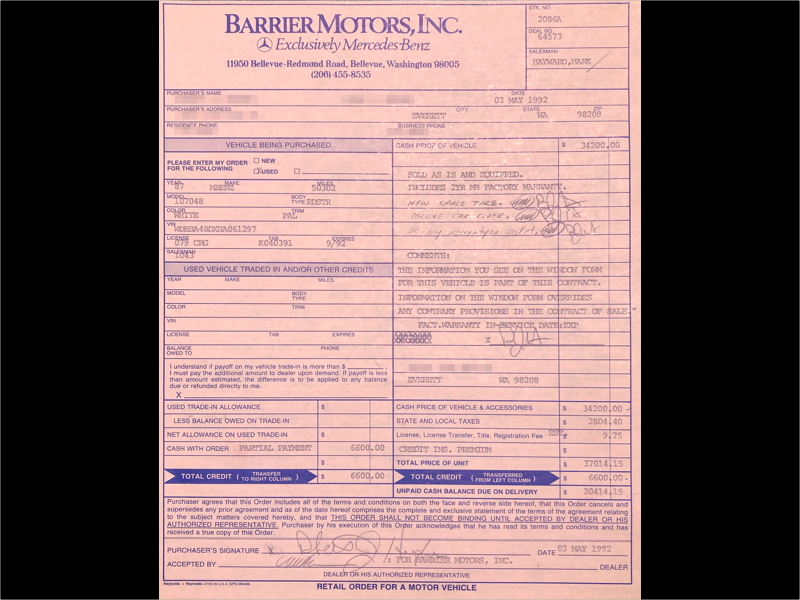 BARRIER MOTORS, INC.
Exclusively Mercedes-Benz
11950 Bellevue-Redmond Road, Bellevue, Washington 98005
(206) 455-8535
STK. NO.
2086A
DEAL NO.
64573
SALESMAN
HAYWARD,MARK
PURCHASER'S NAME
DATE
03 MAY 1992
PURCHASER'S ADDRESS CITY STATE ZIP
EVERETT WA 98208
RESIDENCE PHONE BUSINESS PHONE
VEHICLE BEING PURCHASED
CASH PRICE OF VEHICLE $ 34200.00
PLEASE ENTER MY ORDER FOR THE FOLLOWING
NEW
USED
YEAR MAKE MILES
87 MBENZ 50302
MODEL BODY TYPE
107048 RDSTR
COLOR TRIM
WHITE PAL
VIN
WDBBA48DXHA061297
LICENSE TAB EXPIRES
079 CRG K040391 9/92
SALESMAN
1043
SOLD AS IS AND EQUIPPED.
INCLUDES 2YR MB FACTORY WARRANTY.
NEW SPARE TIRE.
DELUXE CAR COVER.
COMMENTS:
THE INFORMATION YOU SEE ON THE WINDOW FORM
FOR THIS VEHICLE IS PART OF THIS CONTRACT.
INFORMATION ON THE WINDOW FORM OVERRIDES
ANY CONTRARY PROVISIONS IN THE CONTRACT OF SALE."
FACT.WARRANTY IN-SERVICE DATE:EXP
X
EVERETT WA 98208
USED VEHICLE TRADED IN AND/OR OTHER CREDITS
YEAR MAKE MILES
MODEL BODY TYPE
COLOR TRIM
VIN
LICENSE TAB EXPIRES
BALANCE OWED TO PHONE
I understand if payoff on my vehicle trade-in is more than $
I must pay the additional amount to dealer upon demand. If payoff is less
than amount estimated, the difference is to be applied to any balance
due or refunded directly to me.
X
USED TRADE-IN ALLOWANCE $
LESS BALANCE OWED ON TRADE-IN
NET ALLOWANCE ON USED TRADE-IN $
CASH WITH ORDER PARTIAL PAYMENT 6600.00
TOTAL CREDIT ( TRANSFER TO RIGHT COLUMN ) $ 6600.00
CASH PRICE OF VEHICLE & ACCESSORIES $ 34200.00
STATE AND LOCAL TAXES $ 2804.40
License, License Transfer, Title, Registration Fee $ 9.75
CREDIT INS. PREMIUM $
TOTAL PRICE OF UNIT $ 37014.15
TOTAL CREDIT ( TRANSFERRED FROM LEFT COLUMN ) $ 6600.00
UNPAID CASH BALANCE DUE ON DELIVERY $ 30414.15
Purchaser agrees that this Order includes all of the terms and conditions on both the face and reverse side hereof, that this Order cancels and
supersedes any prior agreement and as of the date hereof comprises the complete and exclusive statement of the terms of the agreement relating
to the subject matters covered hereby, and that THIS ORDER SHALL NOT BECOME BINDING UNTIL ACCEPTED BY DEALER OR HIS
AUTHORIZED REPRESENTATIVE. Purchaser by his execution of this Order acknowledges that he has read its terms and conditions and has
received a true copy of this Order.
PURCHASER'S SIGNATURE X DATE 03 MAY 1992
ACCEPTED BY : FOR BARRIER MOTORS, INC. DEALER
DEALER OR HIS AUTHORIZED REPRESENTATIVE
RETAIL ORDER FOR A MOTOR VEHICLE